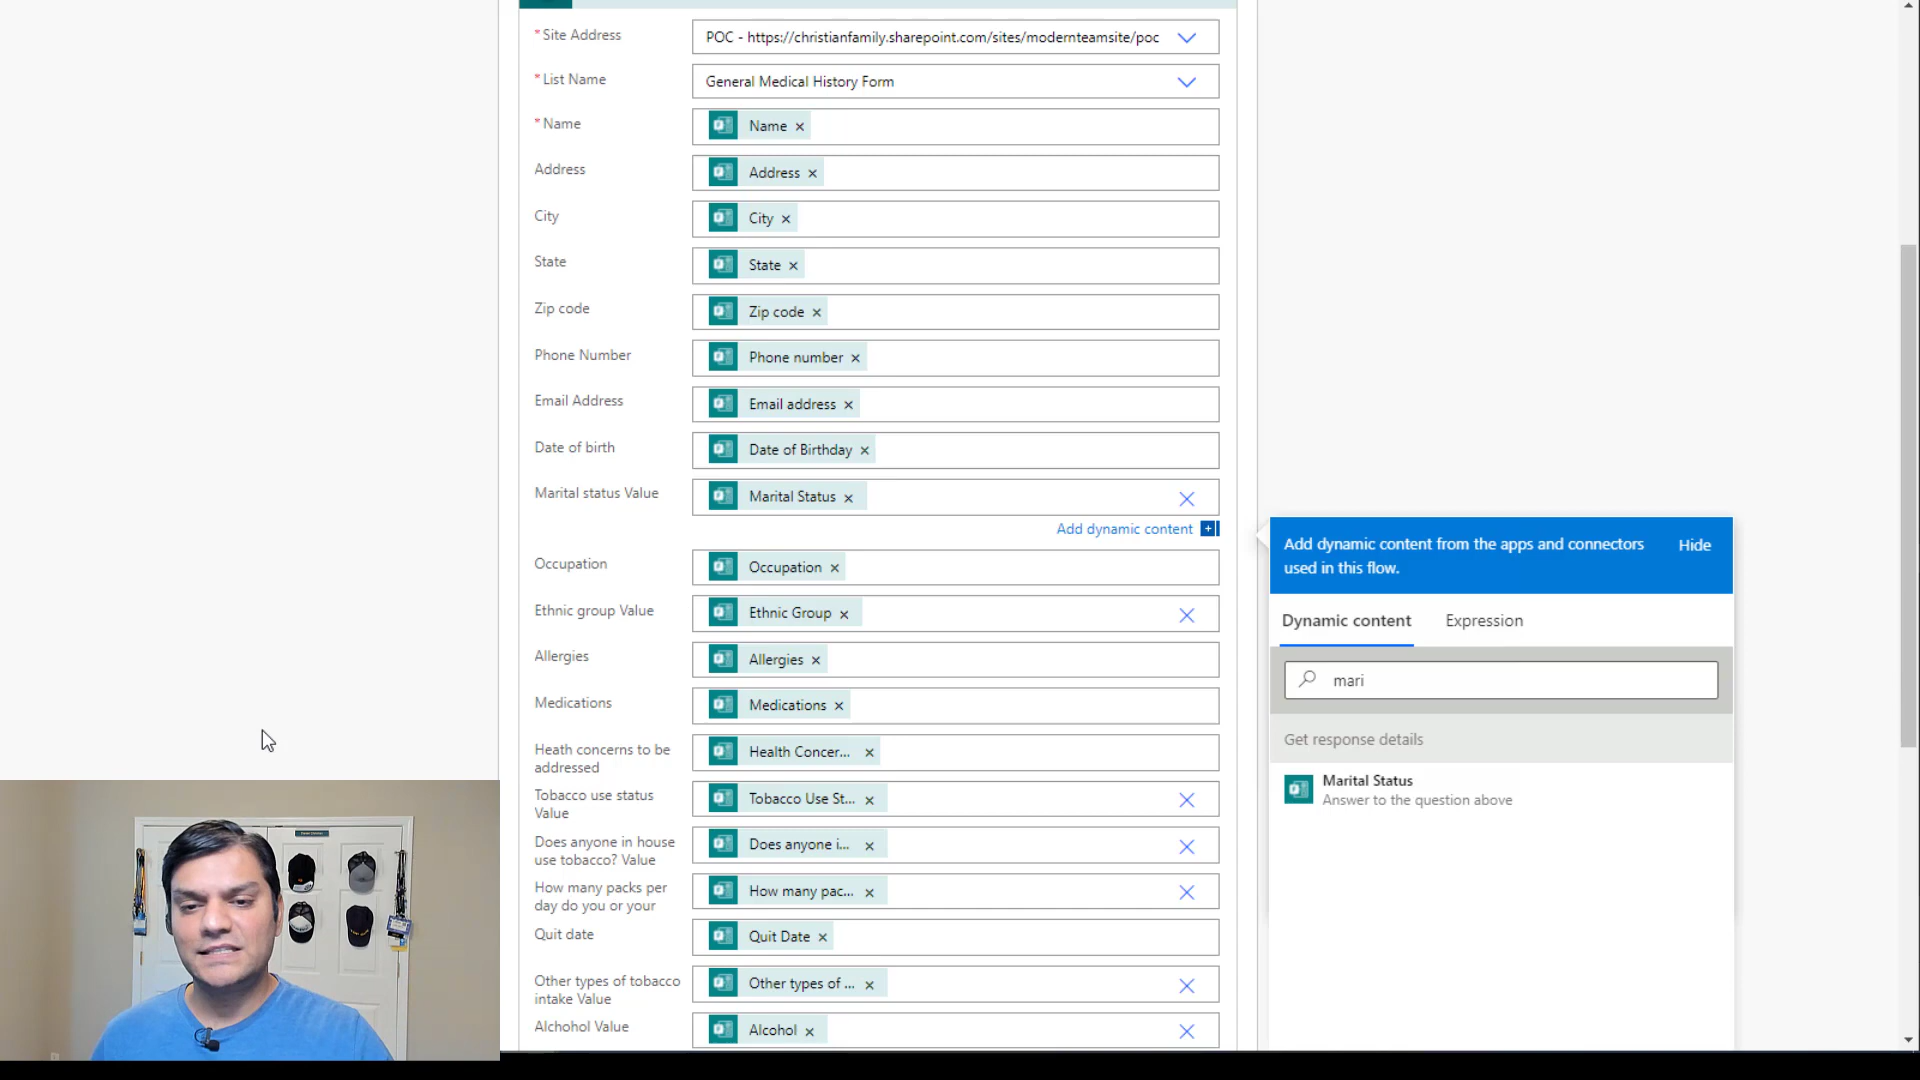 * Site Address
POC - https://christianfamily.sharepoint.com/sites/modernteamsite/poc
* List Name
General Medical History Form
* Name
Name ×
Address
Address ×
City
City ×
State
State ×
Zip code
Zip code ×
Phone Number
Phone number ×
Email Address
Email address ×
Date of birth
Date of Birthday ×
Marital status Value
Marital Status ×
Add dynamic content
Occupation
Occupation ×
Ethnic group Value
Ethnic Group ×
Allergies
Allergies ×
Medications
Medications ×
Heath concerns to be
addressed
Health Concer... ×
Tobacco use status
Value
Tobacco Use St... ×
Does anyone in house
use tobacco? Value
Does anyone i... ×
How many packs per
day do you or your
How many pac... ×
Quit date
Quit Date ×
Other types of tobacco
intake Value
Other types of ... ×
Alchohol Value
Alcohol ×
Add dynamic content from the apps and connectors
used in this flow.
Hide
Dynamic content
Expression
mari
Get response details
Marital Status
Answer to the question above